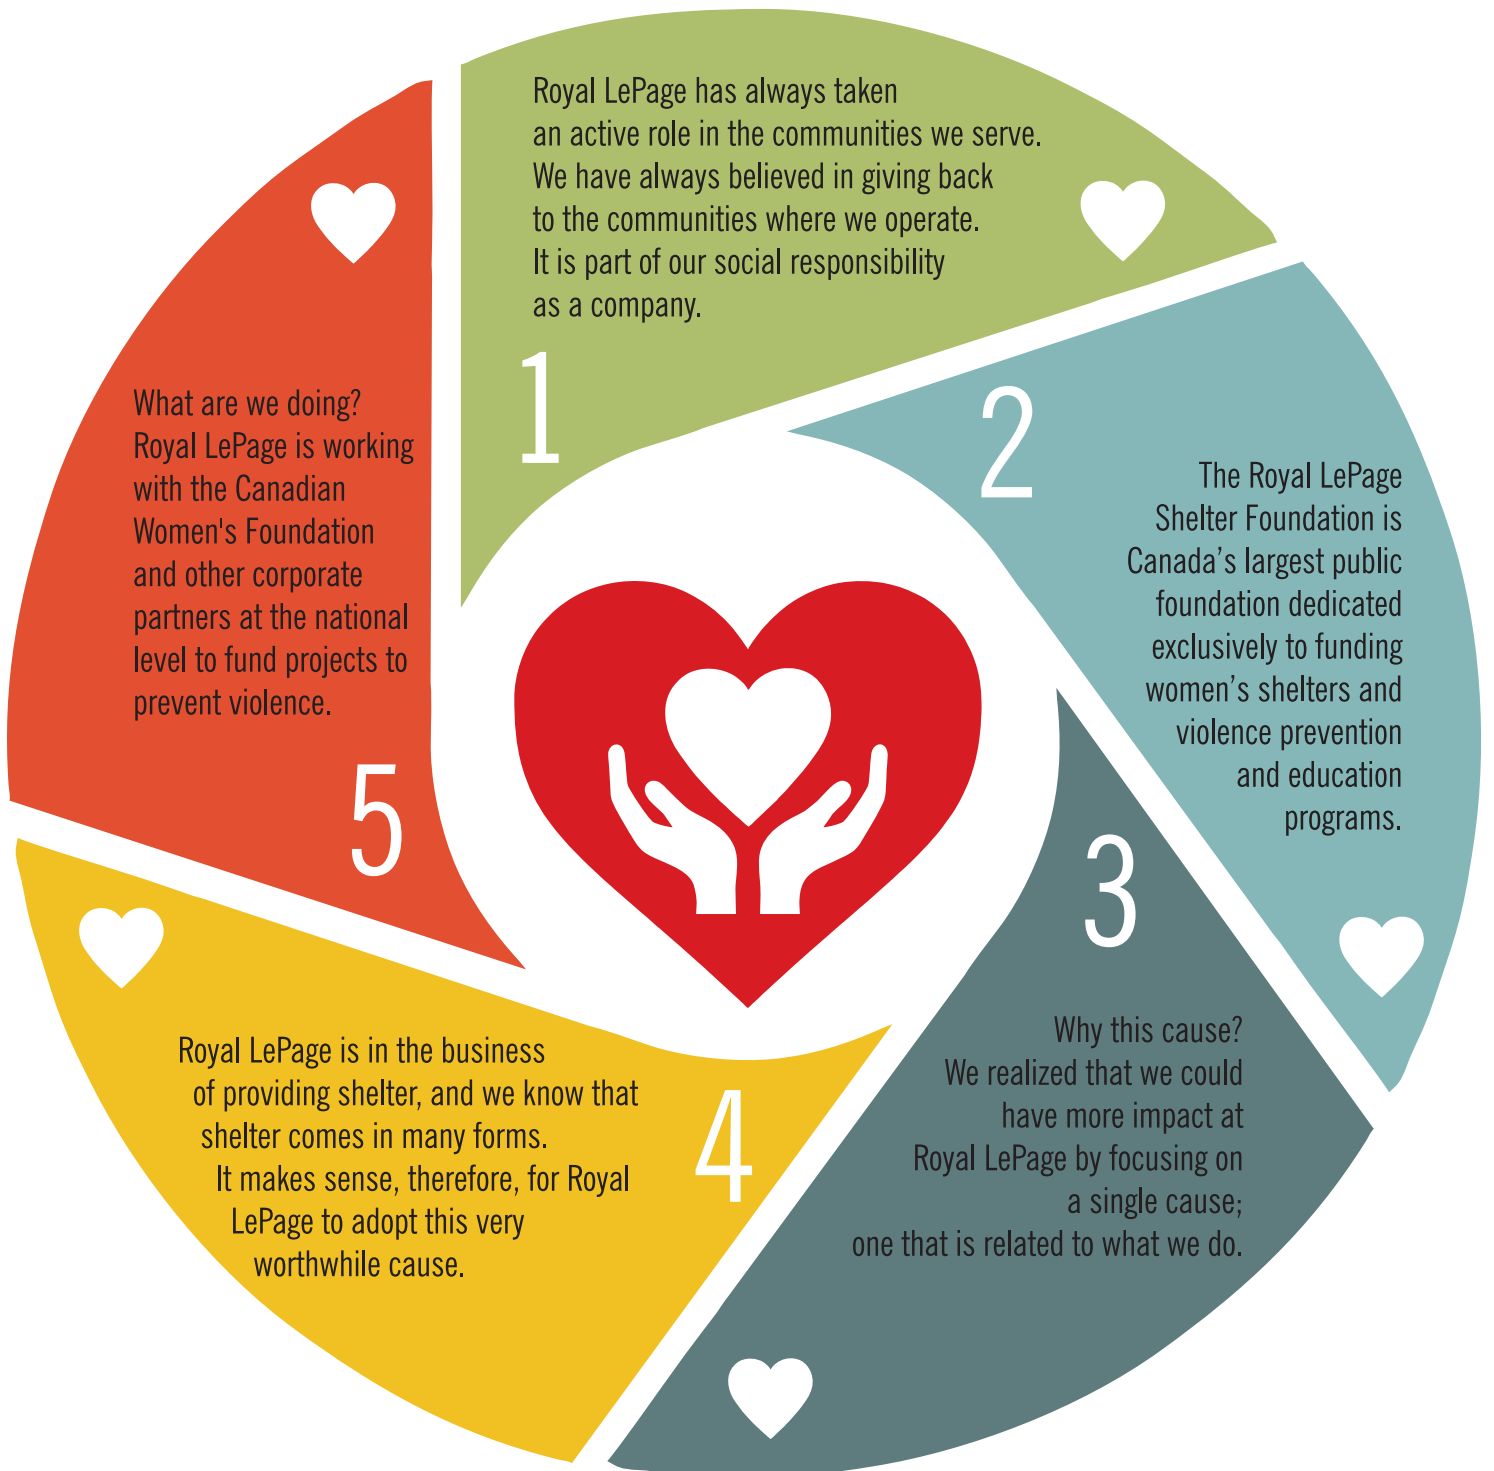 Royal LePage has always taken
an active role in the communities we serve.
We have always believed in giving back
to the communities where we operate.
It is part of our social responsibility
as a company.
1
2
The Royal LePage
Shelter Foundation is
Canada’s largest public
foundation dedicated
exclusively to funding
women’s shelters and
violence prevention
and education
programs.
3
Why this cause?
We realized that we could
have more impact at
Royal LePage by focusing on
a single cause;
one that is related to what we do.
4
Royal LePage is in the business
of providing shelter, and we know that
shelter comes in many forms.
It makes sense, therefore, for Royal
LePage to adopt this very
worthwhile cause.
5
What are we doing?
Royal LePage is working
with the Canadian
Women's Foundation
and other corporate
partners at the national
level to fund projects to
prevent violence.